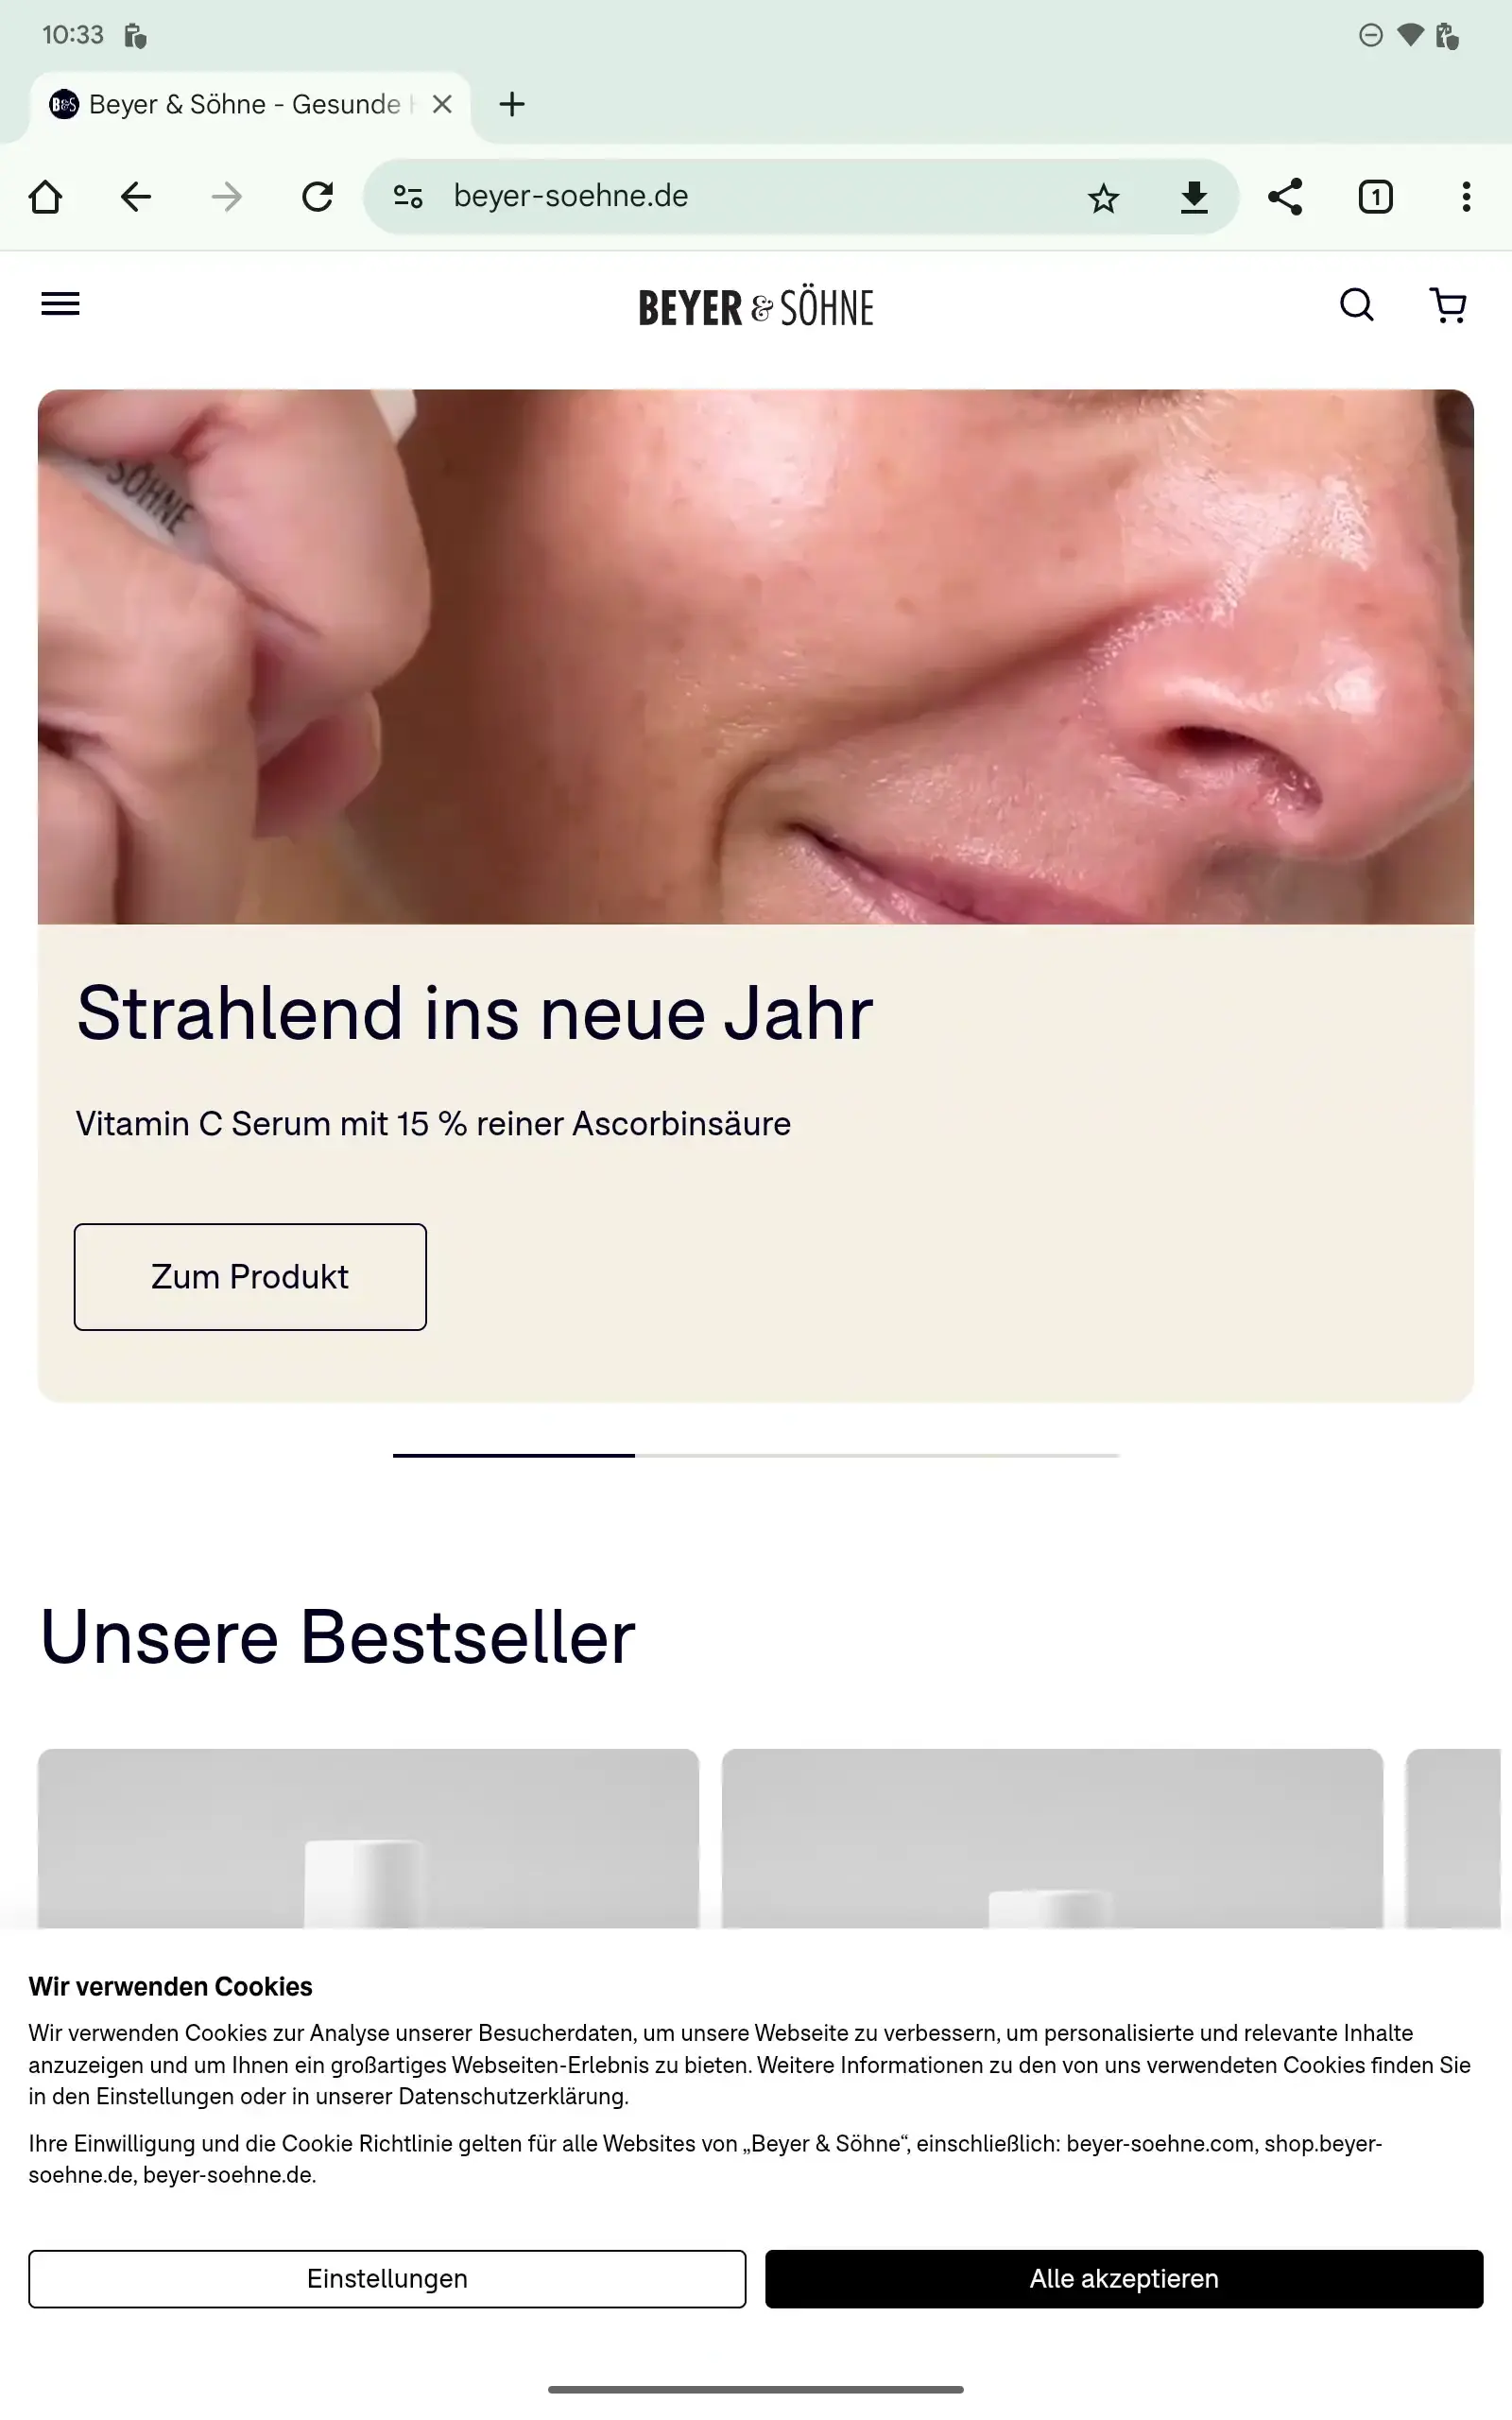 10:33
Beyer & Söhne - Gesunde
beyer-soehne.de
1
BEYER & SÖHNE
SÖHNE
Strahlend ins neue Jahr
Vitamin C Serum mit 15 % reiner Ascorbinsäure
Zum Produkt
Unsere Bestseller
Wir verwenden Cookies
Wir verwenden Cookies zur Analyse unserer Besucherdaten, um unsere Webseite zu verbessern, um personalisierte und relevante Inhalte
anzuzeigen und um Ihnen ein großartiges Webseiten-Erlebnis zu bieten. Weitere Informationen zu den von uns verwendeten Cookies finden Sie
in den Einstellungen oder in unserer Datenschutzerklärung.
Ihre Einwilligung und die Cookie Richtlinie gelten für alle Websites von „Beyer & Söhne“, einschließlich: beyer-soehne.com, shop.beyer-
soehne.de, beyer-soehne.de.
Einstellungen
Alle akzeptieren